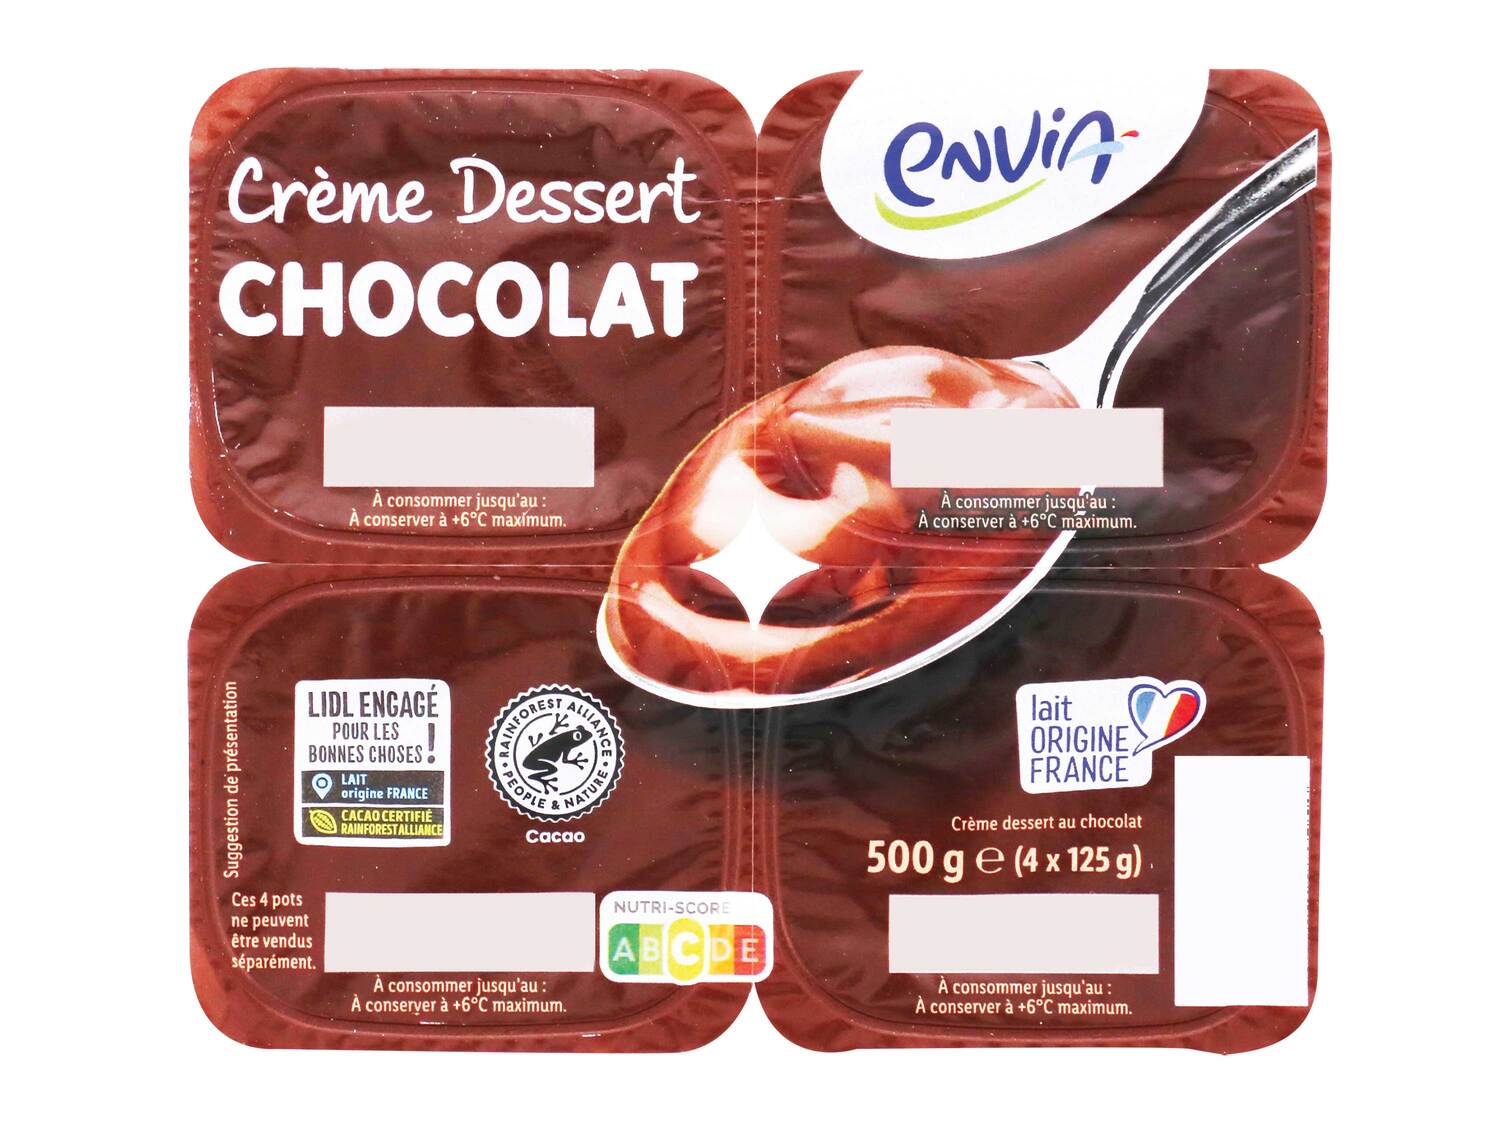 Crème Dessert
CHOCOLAT
envia
À consommer jusqu'au :
À conserver à +6°C maximum.
À consommer jusqu'au :
À conserver à +6°C maximum.
Suggestion de présentation
LIDL ENGAGÉ
POUR LES
BONNES CHOSES !
LAIT
origine FRANCE
CACAO CERTIFIÉ
RAINFOREST ALLIANCE
RAINFOREST ALLIANCE
PEOPLE & NATURE
Cacao
lait
ORIGINE
FRANCE
Crème dessert au chocolat
500 g e (4 x 125 g)
Ces 4 pots
ne peuvent
être vendus
séparément.
NUTRI-SCORE
A B C D E
À consommer jusqu'au :
À conserver à +6°C maximum.
À consommer jusqu'au :
À conserver à +6°C maximum.